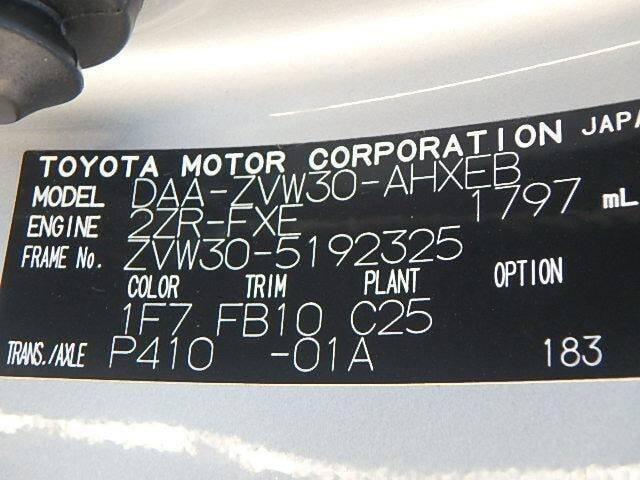 TOYOTA MOTOR CORPORATION JAPA
MODEL DAA-ZVW30-AHXEB
ENGINE 2ZR-FXE 1797 mL
FRAME No. ZVW30-5192325
COLOR TRIM PLANT OPTION
1F7 FB10 C25
TRANS./AXLE P410 -01A 183